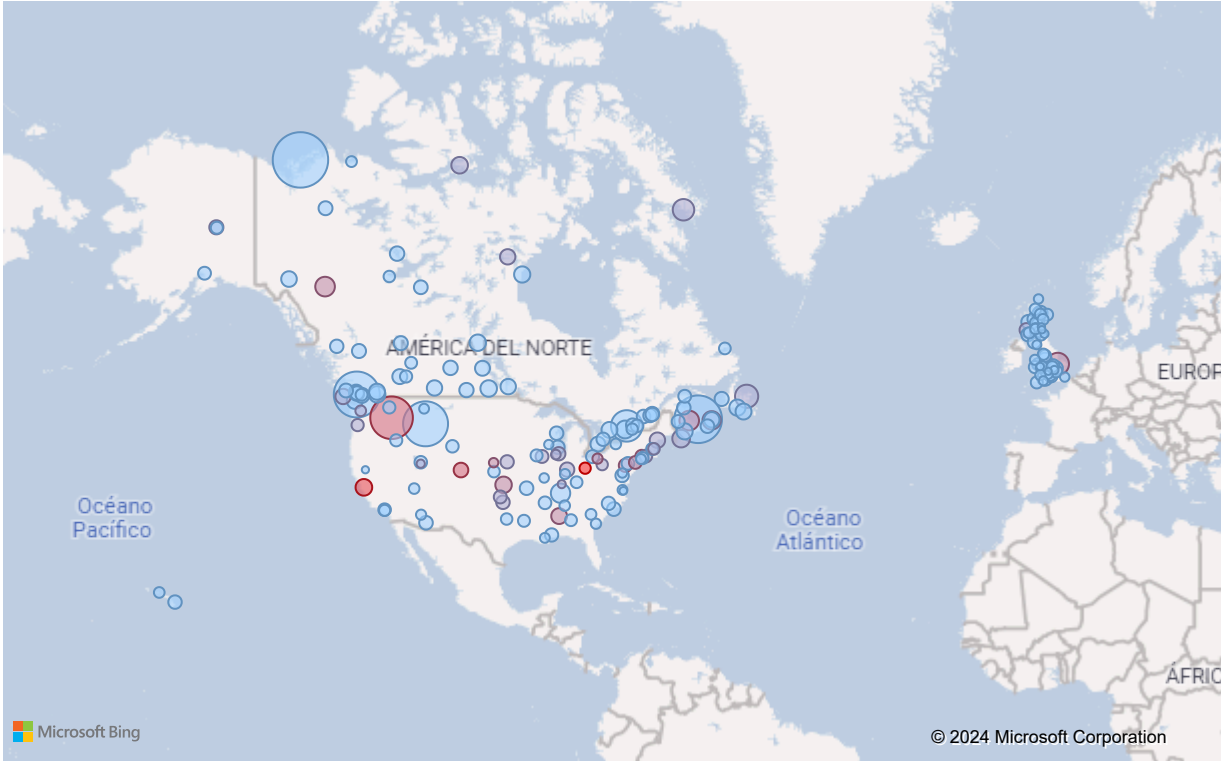 AMÉRICA DEL NORTE
EUROP
Océano
Pacífico
Océano
Atlántico
ÁFRIC
Microsoft Bing
© 2024 Microsoft Corporation